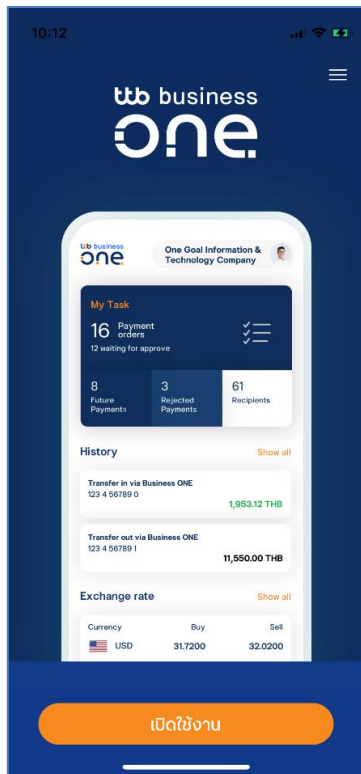 10:12
ttb business
one
ttb business
one
One Goal Information &
Technology Company
My Task
16 Payment orders
12 waiting for approve
8
Future
Payments
3
Rejected
Payments
61
Recipients
History
Show all
Transfer in via Business ONE
123 4 56789 0
1,953.12 THB
Transfer out via Business ONE
123 4 56789 1
11,550.00 THB
Exchange rate
Show all
Currency Buy Sell
USD 31.7200 32.0200
เปิดใช้งาน